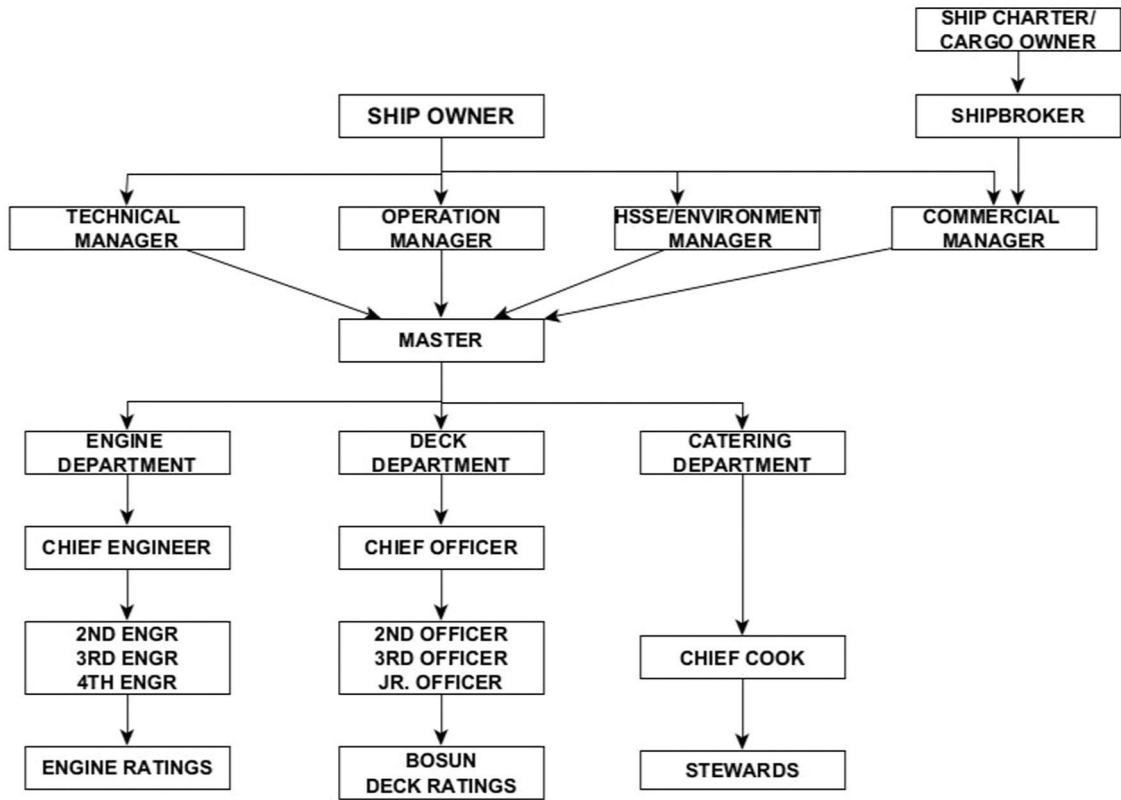 SHIP CHARTER/
CARGO OWNER
SHIP OWNER
SHIPBROKER
TECHNICAL
MANAGER
OPERATION
MANAGER
HSSE/ENVIRONMENT
MANAGER
COMMERCIAL
MANAGER
MASTER
ENGINE
DEPARTMENT
DECK
DEPARTMENT
CATERING
DEPARTMENT
CHIEF ENGINEER
CHIEF OFFICER
2ND ENGR
3RD ENGR
4TH ENGR
2ND OFFICER
3RD OFFICER
JR. OFFICER
CHIEF COOK
ENGINE RATINGS
BOSUN
DECK RATINGS
STEWARDS